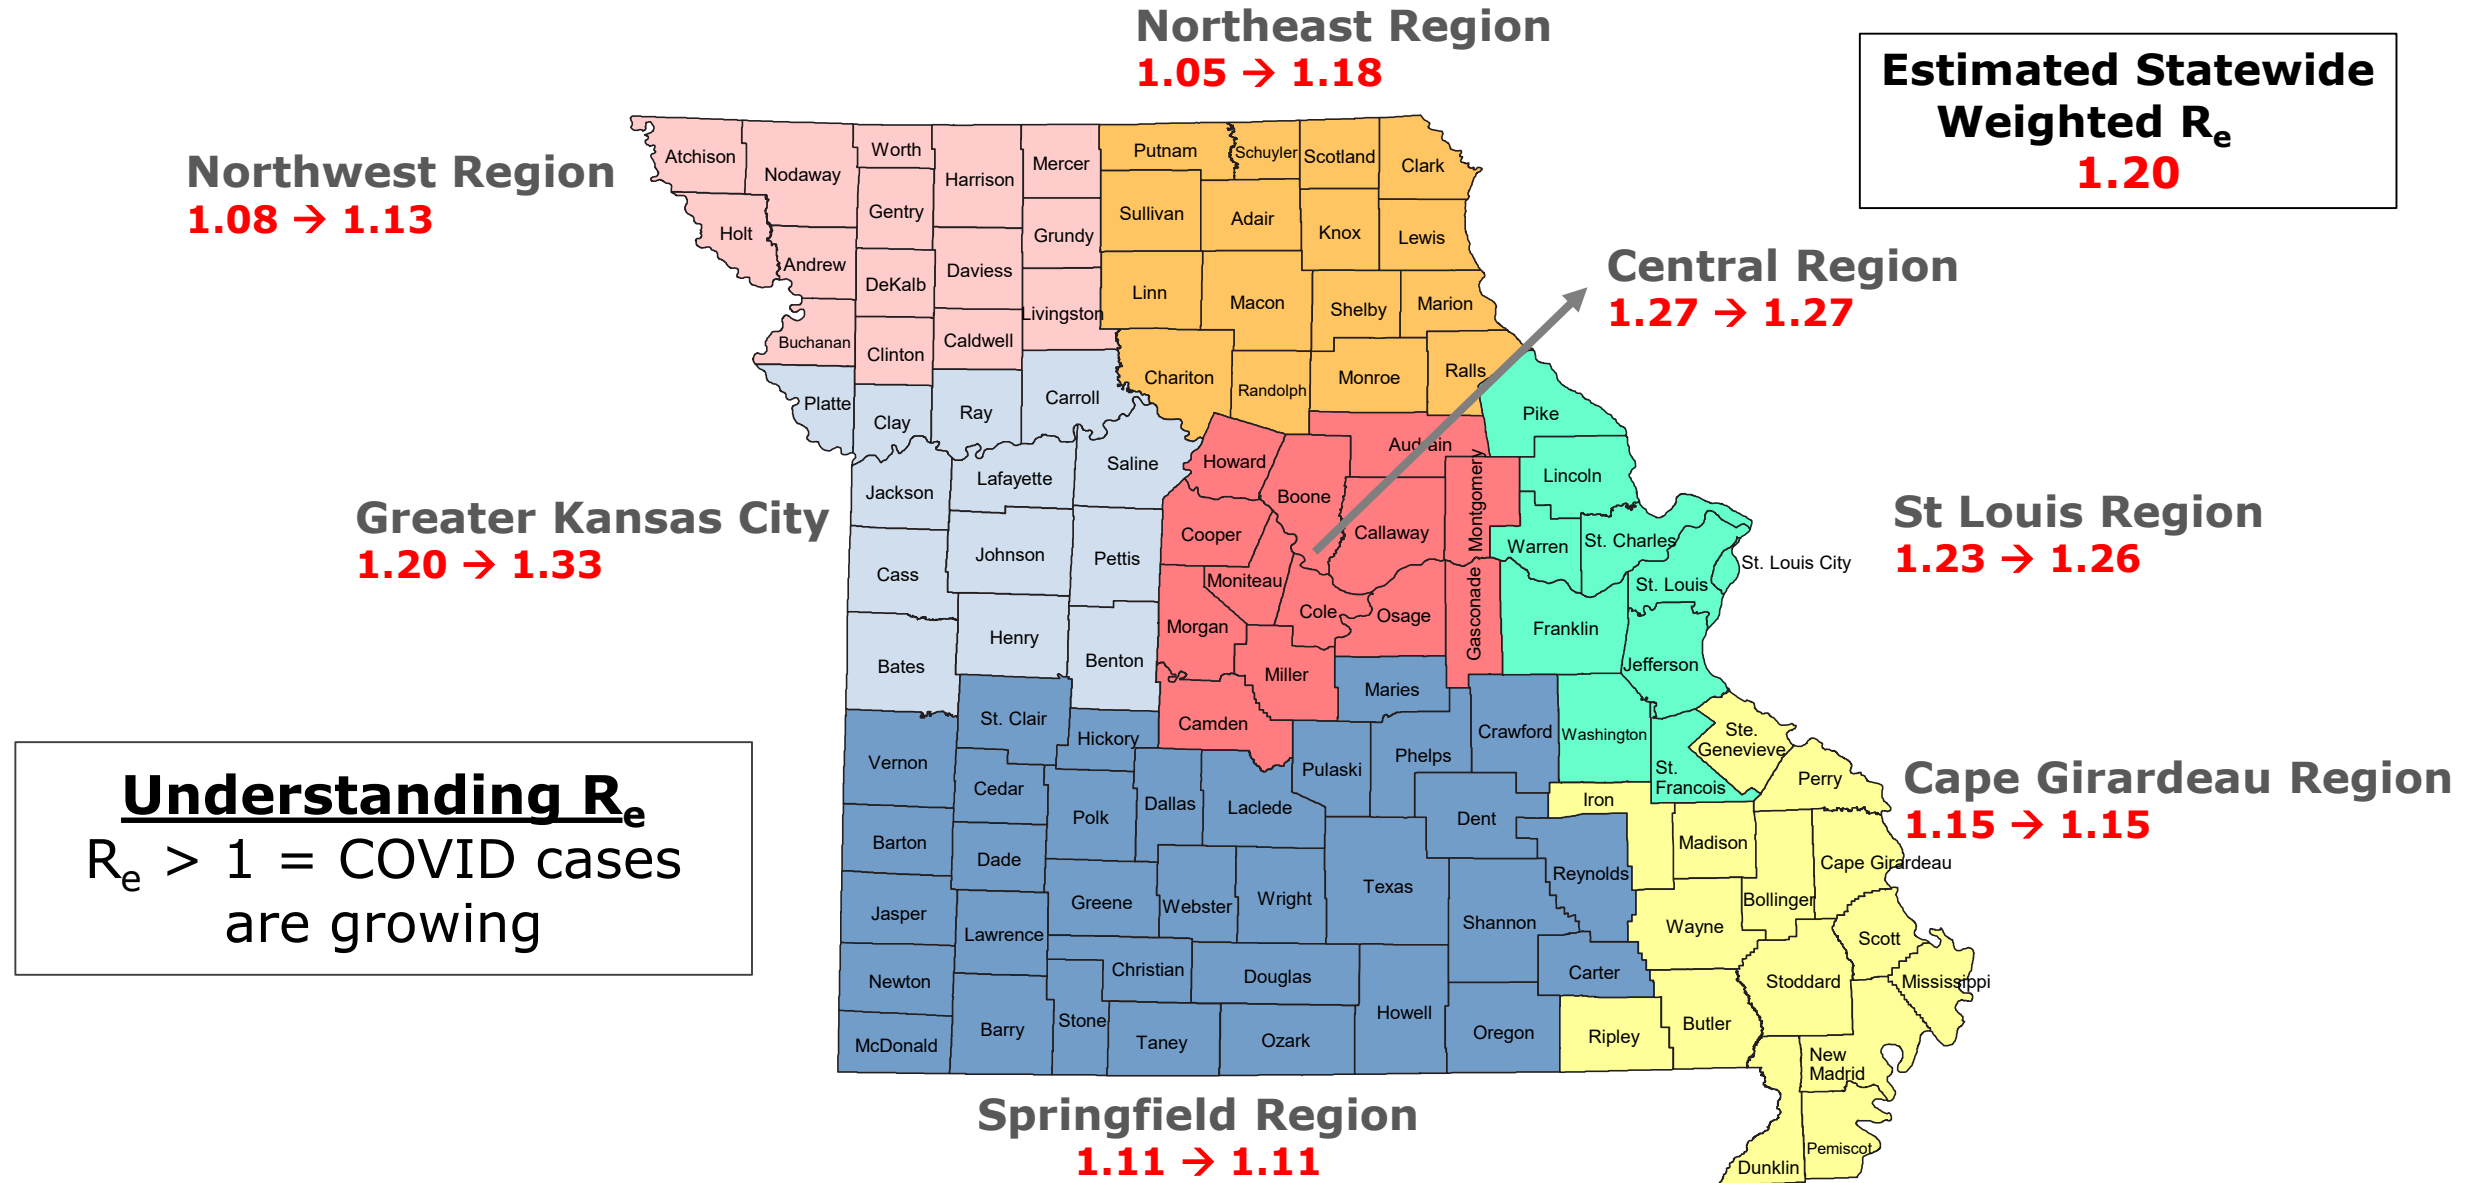 Northeast Region
1.05 → 1.18
Estimated Statewide
Weighted Re
1.20
Northwest Region
1.08 → 1.13
Central Region
1.27 → 1.27
Greater Kansas City
1.20 → 1.33
St Louis Region
1.23 → 1.26
Cape Girardeau Region
1.15 → 1.15
Springfield Region
1.11 → 1.11
Understanding Re
Re > 1 = COVID cases
are growing
Atchison
Nodaway
Worth
Harrison
Mercer
Putnam
Schuyler
Scotland
Clark
Holt
Andrew
Gentry
Grundy
Sullivan
Adair
Knox
Lewis
DeKalb
Daviess
Livingston
Linn
Macon
Shelby
Marion
Buchanan
Clinton
Caldwell
Chariton
Randolph
Monroe
Ralls
Platte
Clay
Ray
Carroll
Saline
Howard
Boone
Audrain
Pike
Lincoln
Jackson
Lafayette
Cooper
Callaway
Montgomery
Warren
St. Charles
St. Louis City
St. Louis
Cass
Johnson
Pettis
Moniteau
Cole
Osage
Gasconade
Franklin
Jefferson
Bates
Henry
Benton
Morgan
Miller
Camden
Maries
Crawford
Washington
St.
Francois
Ste.
Genevieve
Perry
Vernon
St. Clair
Hickory
Cedar
Polk
Dallas
Laclede
Pulaski
Phelps
Dent
Iron
Madison
Bollinger
Cape Girardeau
Barton
Dade
Greene
Webster
Wright
Texas
Shannon
Reynolds
Wayne
Scott
Mississippi
Stoddard
Jasper
Lawrence
Christian
Douglas
Howell
Carter
Oregon
Ripley
Butler
New
Madrid
Newton
McDonald
Barry
Stone
Taney
Ozark
Pemiscot
Dunklin